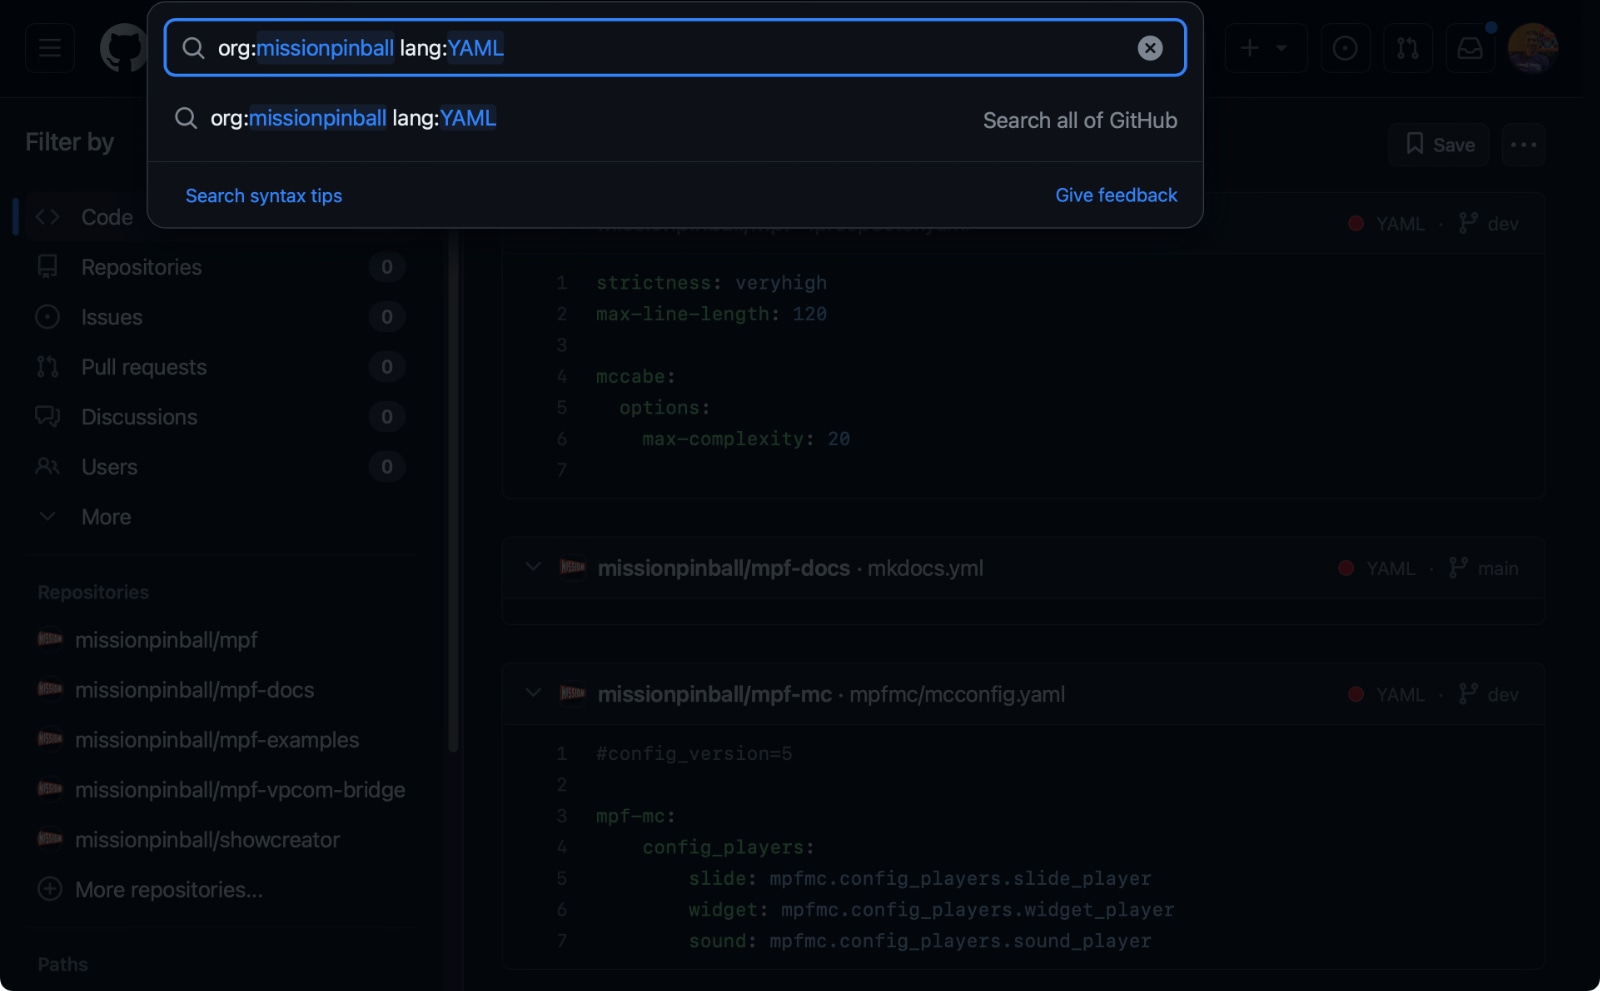 org:missionpinball lang:YAML
org:missionpinball lang:YAML Search all of GitHub
Search syntax tips Give feedback
Filter by
Save
Code
Repositories 0
Issues 0
Pull requests 0
Discussions 0
Users 0
More
Repositories
missionpinball/mpf
missionpinball/mpf-docs
missionpinball/mpf-examples
missionpinball/mpf-vpcom-bridge
missionpinball/showcreator
More repositories...
Paths
YAML · dev
1 strictness: veryhigh
2 max-line-length: 120
3
4 mccabe:
5 options:
6 max-complexity: 20
7
missionpinball/mpf-docs · mkdocs.yml YAML · main
missionpinball/mpf-mc · mpfmc/mcconfig.yaml YAML · dev
1 #config_version=5
2
3 mpf-mc:
4 config_players:
5 slide: mpfmc.config_players.slide_player
6 widget: mpfmc.config_players.widget_player
7 sound: mpfmc.config_players.sound_player